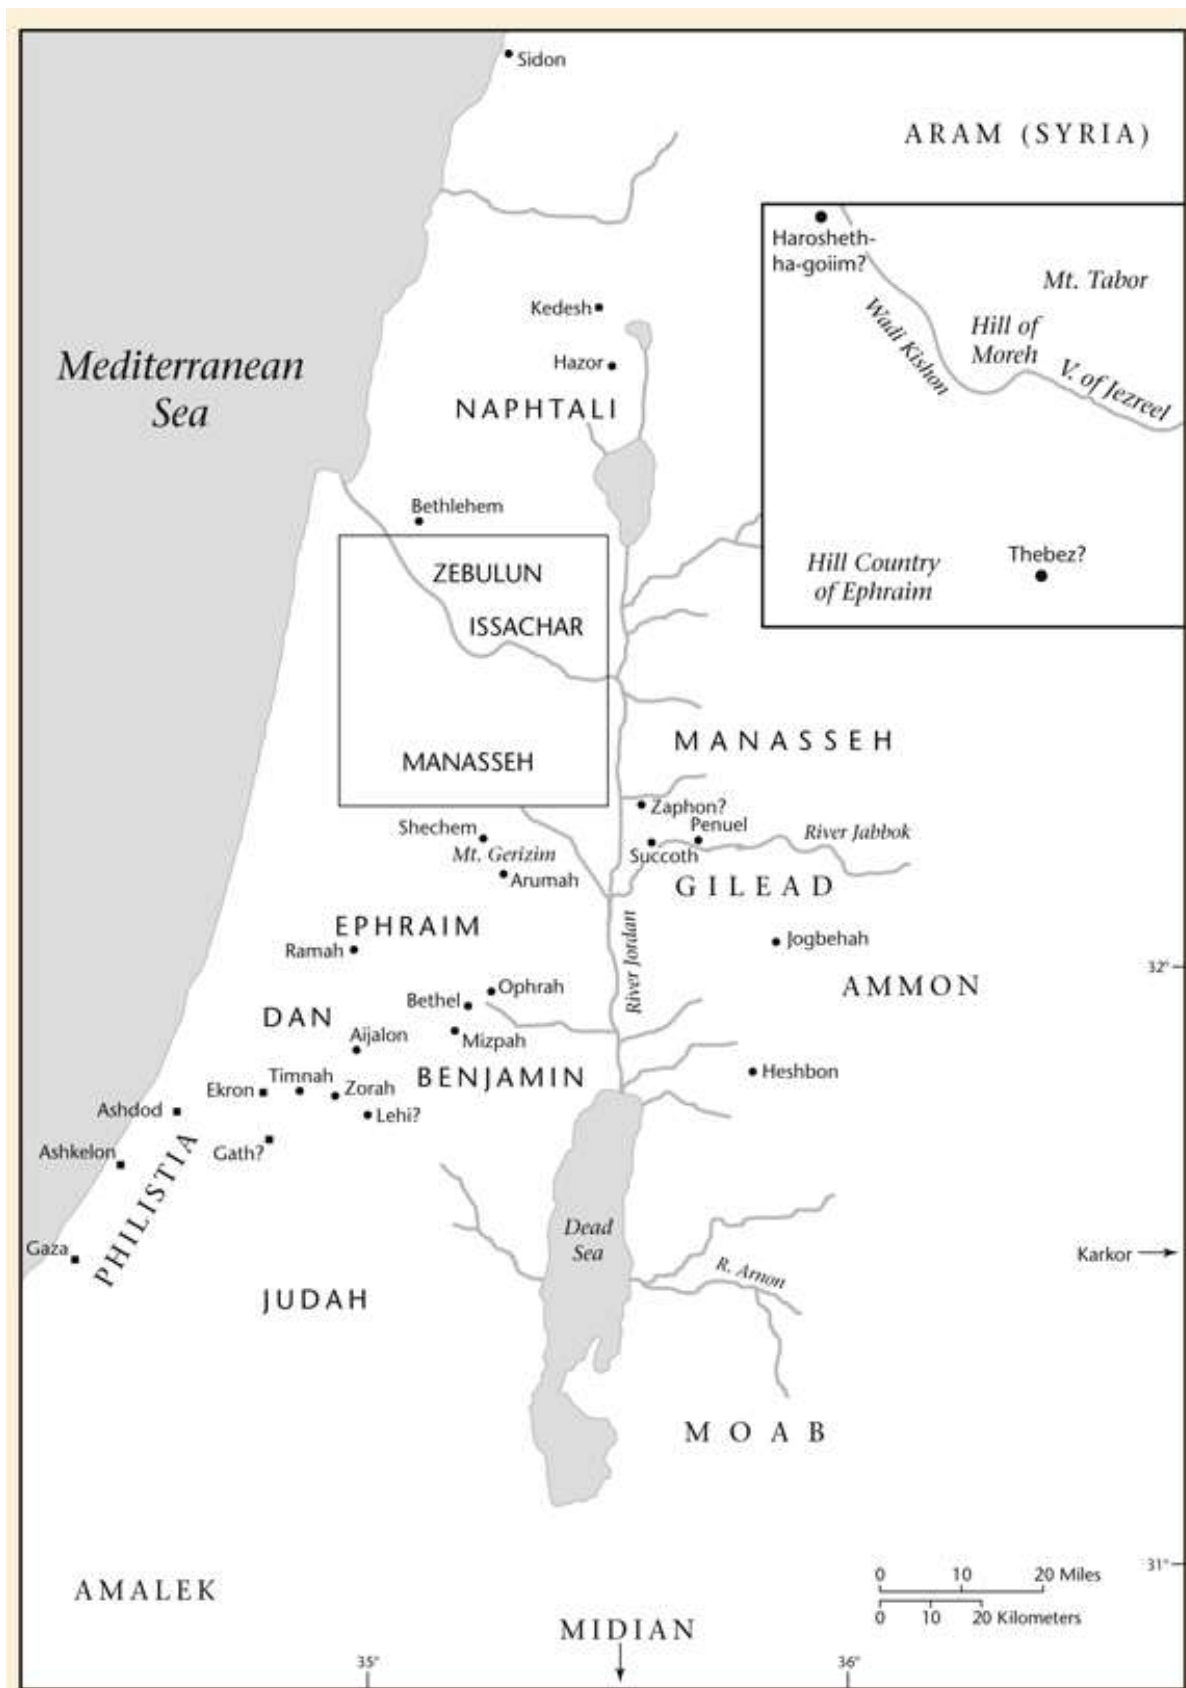 Sidon
ARAM (SYRIA)
Harosheth-
ha-goiim?
Mt. Tabor
Wadi Kishon
Hill of
Moreh
V. of Jezreel
Hill Country
of Ephraim
Thebez?
Mediterranean
Sea
Kedesh
Hazor
NAPHTALI
Bethlehem
ZEBULUN
ISSACHAR
MANASSEH
MANASSEH
Zaphon?
Penuel
River Jabbok
Succoth
GILEAD
Shechem
Mt. Gerizim
Arumah
EPHRAIM
Ramah
River Jordan
Jogbehah
32°
AMMON
Ophrah
Bethel
DAN
Mizpah
Aijalon
BENJAMIN
Heshbon
Timnah
Ekron
Zorah
Lehi?
Ashdod
Ashkelon
Gath?
PHILISTIA
Gaza
Dead
Sea
Karkor
R. Arnon
JUDAH
MOAB
31°
AMALEK
0 10 20 Miles
0 10 20 Kilometers
MIDIAN
35°
36°